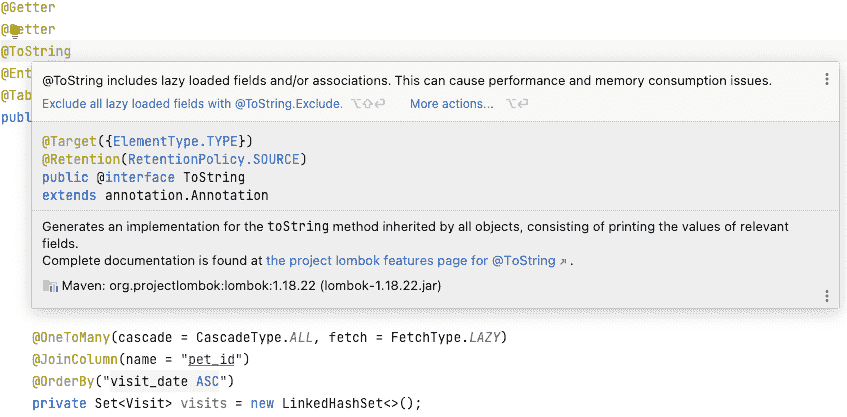 @Getter
@Setter
@ToString
@Ent
@Tab
publ
@ToString includes lazy loaded fields and/or associations. This can cause performance and memory consumption issues.
Exclude all lazy loaded fields with @ToString.Exclude. ⌥⇧⏎ More actions... ⌥⏎
@Target({ElementType.TYPE})
@Retention(RetentionPolicy.SOURCE)
public @interface ToString
extends annotation.Annotation
Generates an implementation for the toString method inherited by all objects, consisting of printing the values of relevant
fields.
Complete documentation is found at the project lombok features page for @ToString ↗ .
Maven: org.projectlombok:lombok:1.18.22 (lombok-1.18.22.jar)
@OneToMany(cascade = CascadeType.ALL, fetch = FetchType.LAZY)
@JoinColumn(name = "pet_id")
@OrderBy("visit_date ASC")
private Set<Visit> visits = new LinkedHashSet<>();